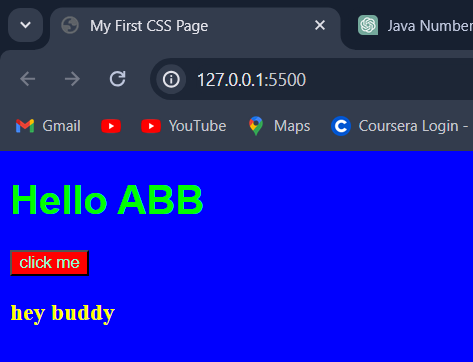 My First CSS Page
Java Number
127.0.0.1:5500
Gmail
YouTube
Maps
Coursera Login -
Hello ABB
click me
hey buddy